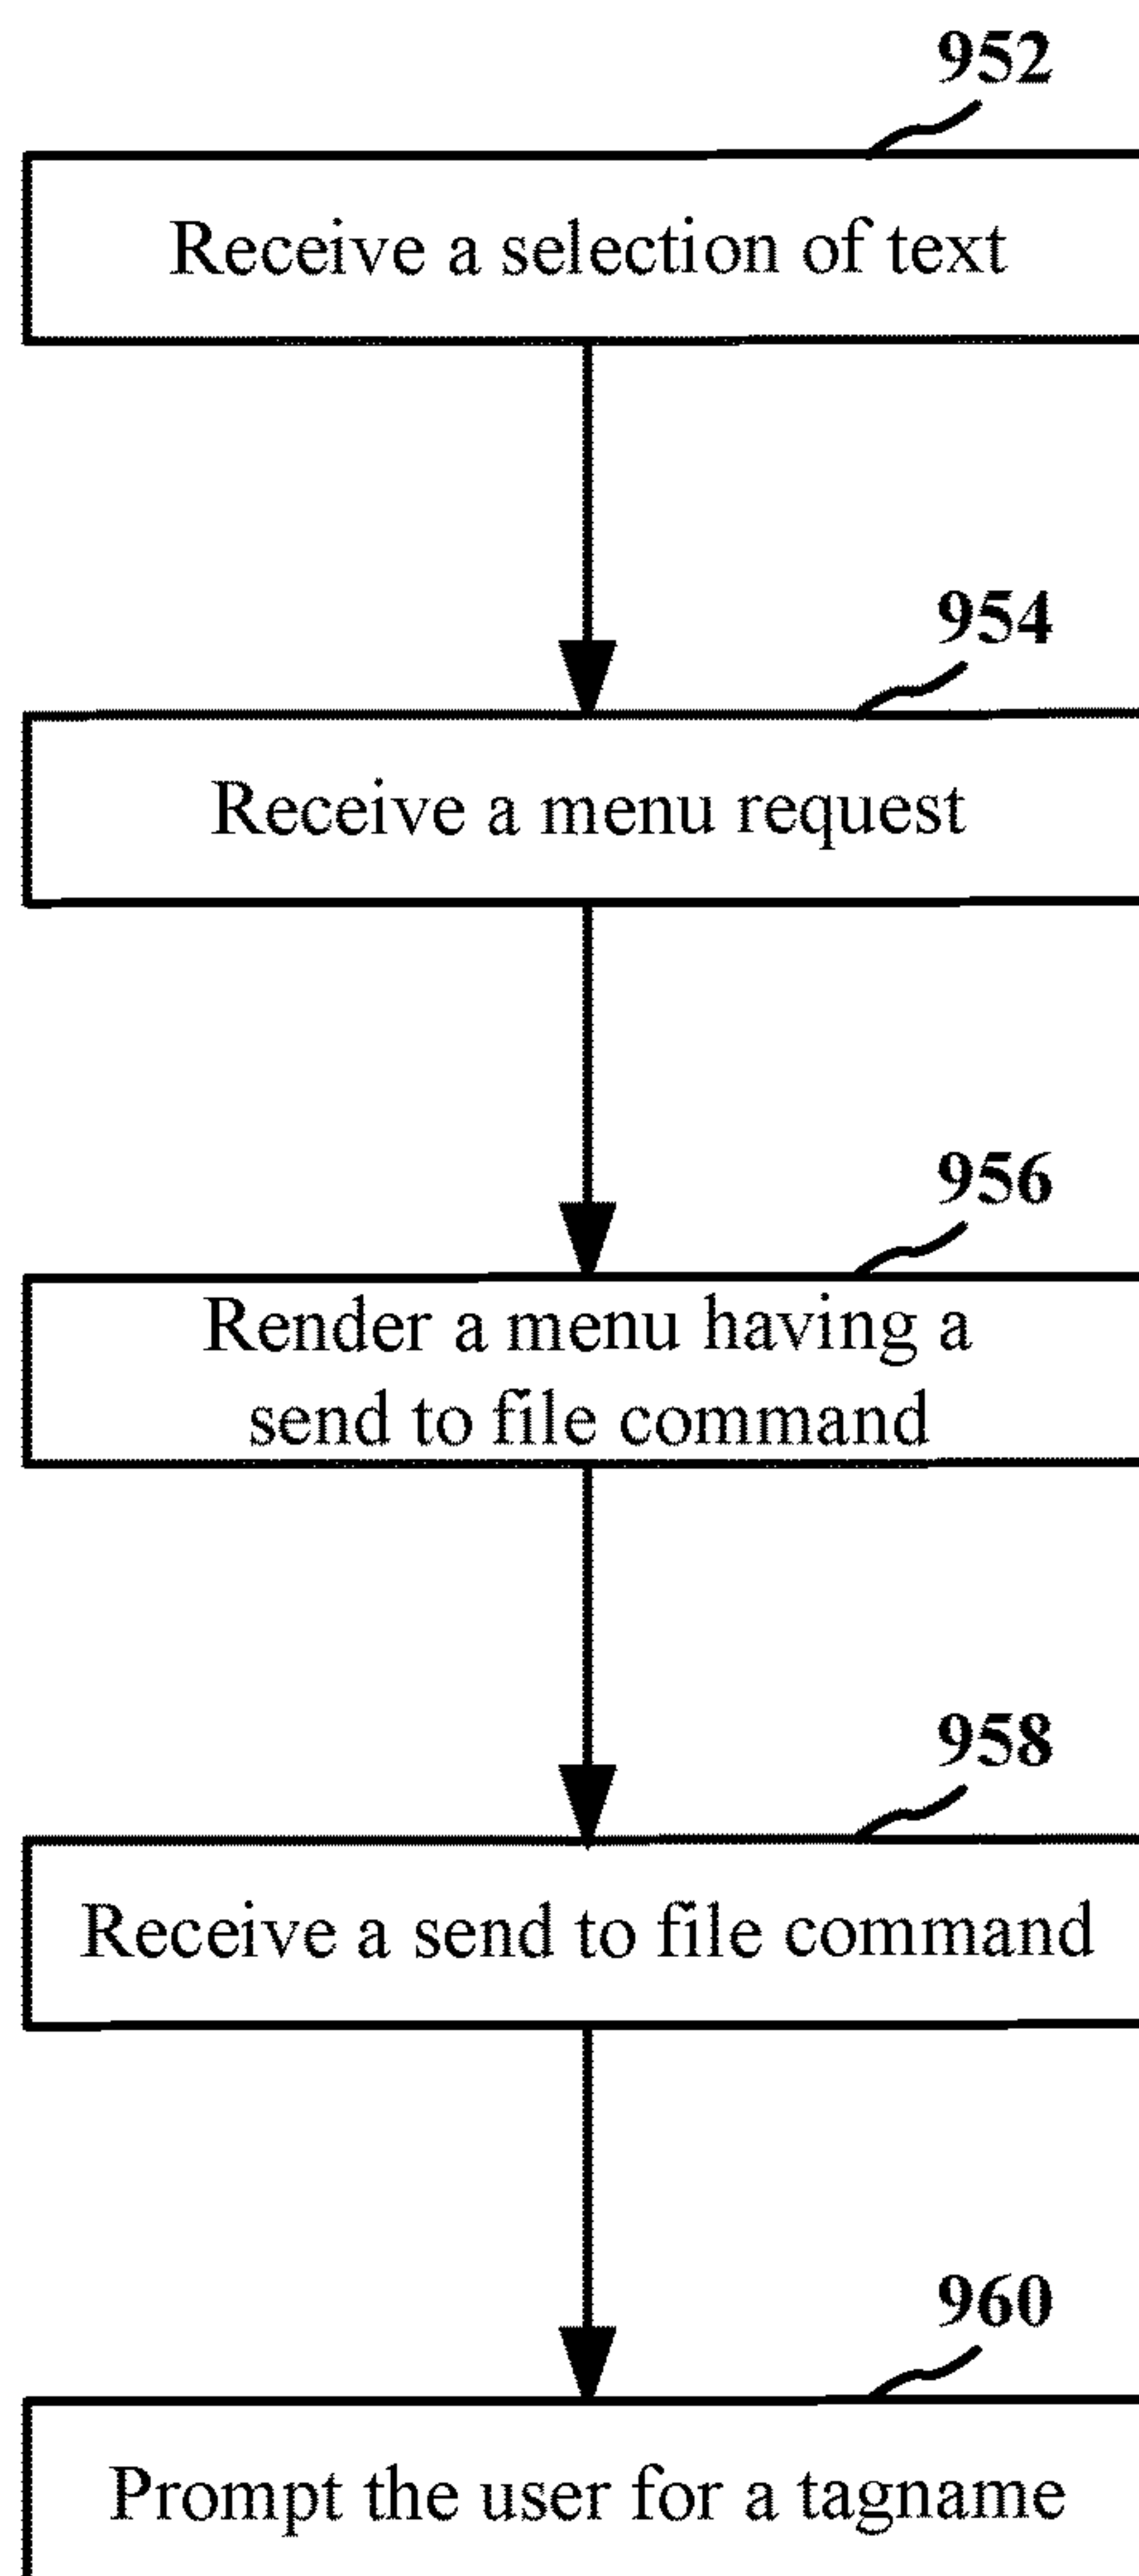 952
Receive a selection of text
954
Receive a menu request
956
Render a menu having a
send to file command
958
Receive a send to file command
960
Prompt the user for a tagname